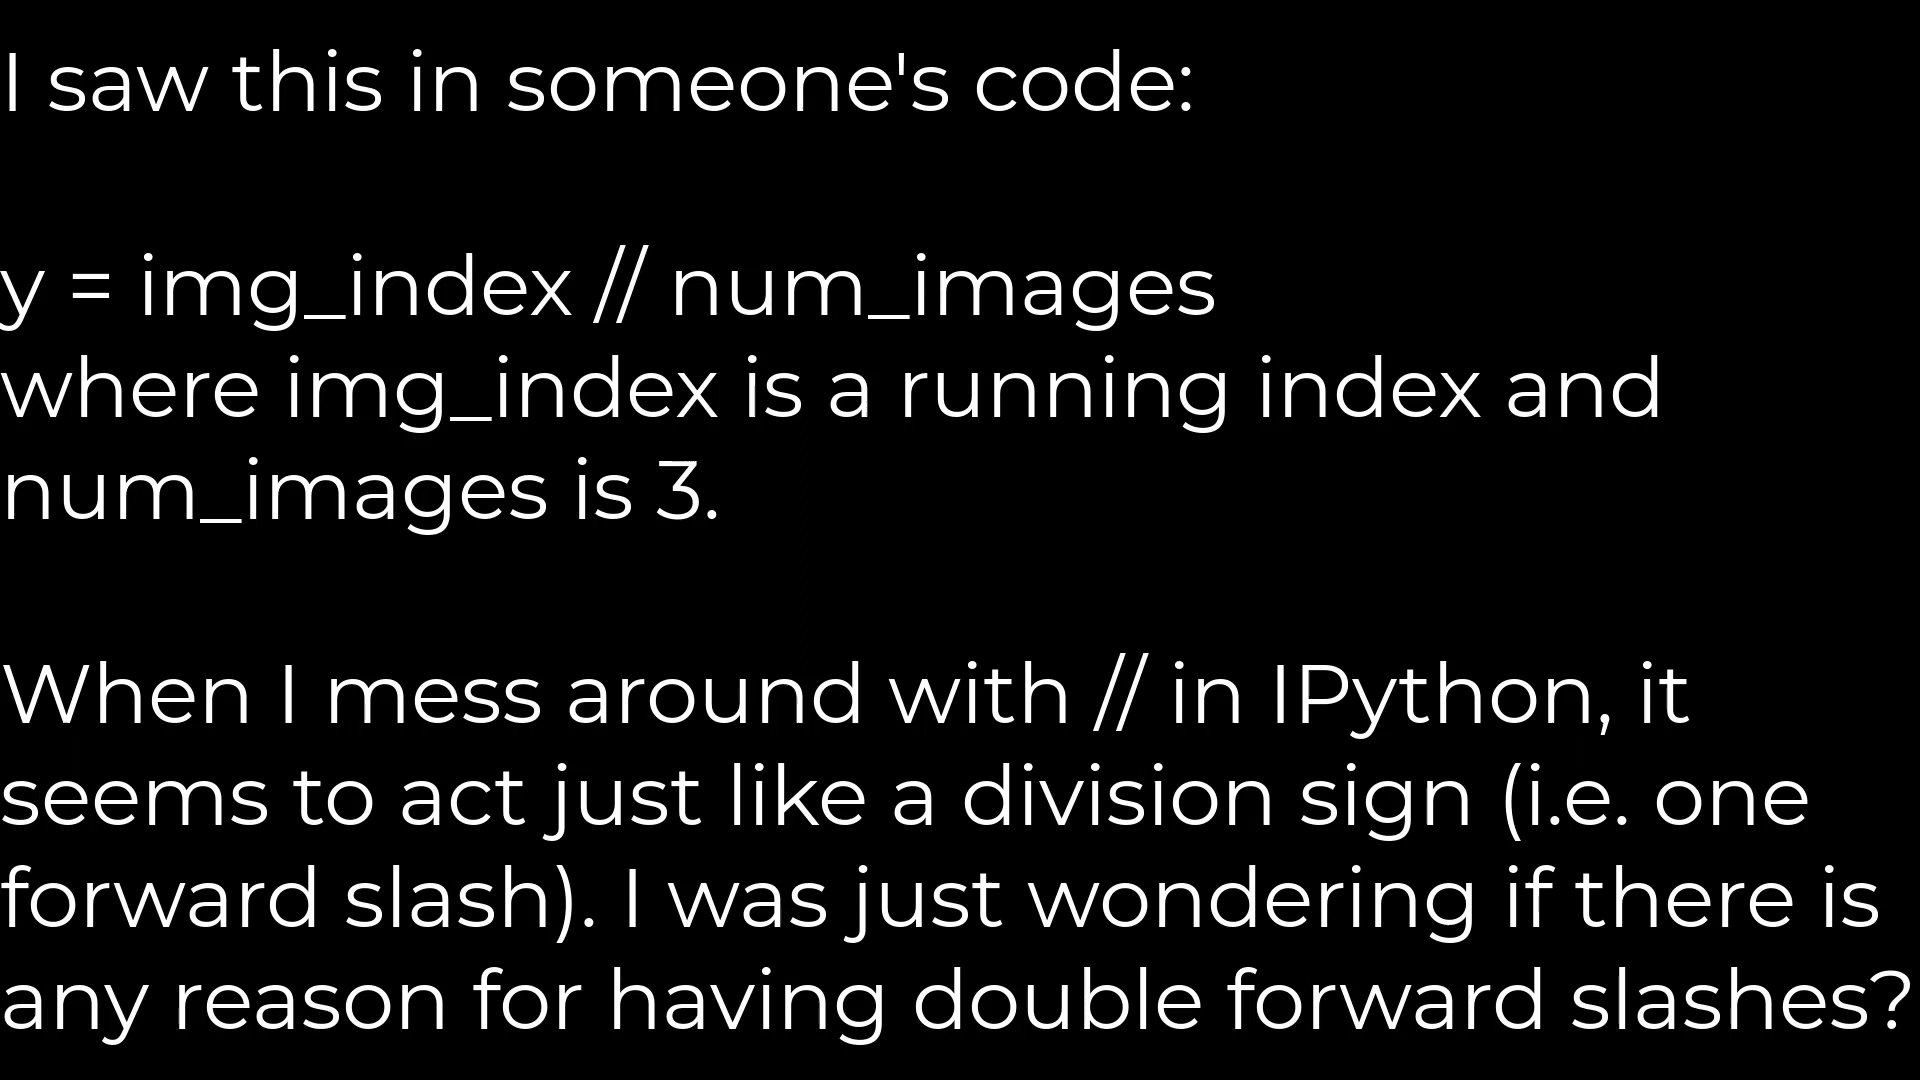 I saw this in someone's code:
y = img_index // num_images
where img_index is a running index and
num_images is 3.
When I mess around with // in IPython, it
seems to act just like a division sign (i.e. one
forward slash). I was just wondering if there is
any reason for having double forward slashes?